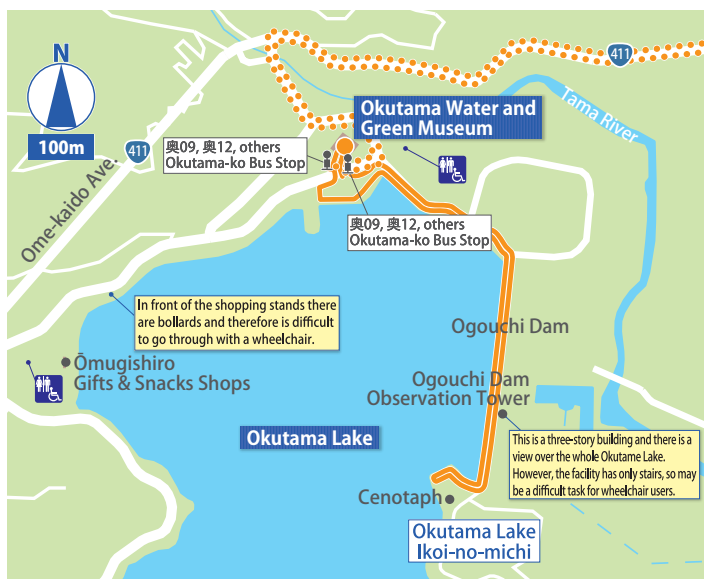 N
100m
411
Ome-kaido Ave.
411
Tama River
Okutama Water and
Green Museum
奥09, 奥12, others
Okutama-ko Bus Stop
奥09, 奥12, others
Okutama-ko Bus Stop
In front of the shopping stands there
are bollards and therefore is difficult
to go through with a wheelchair.
Ōmugishiro
Gifts & Snacks Shops
Ogouchi Dam
Ogouchi Dam
Observation Tower
Okutama Lake
This is a three-story building and there is a
view over the whole Okutame Lake.
However, the facility has only stairs, so may
be a difficult task for wheelchair users.
Cenotaph
Okutama Lake
Ikoi-no-michi